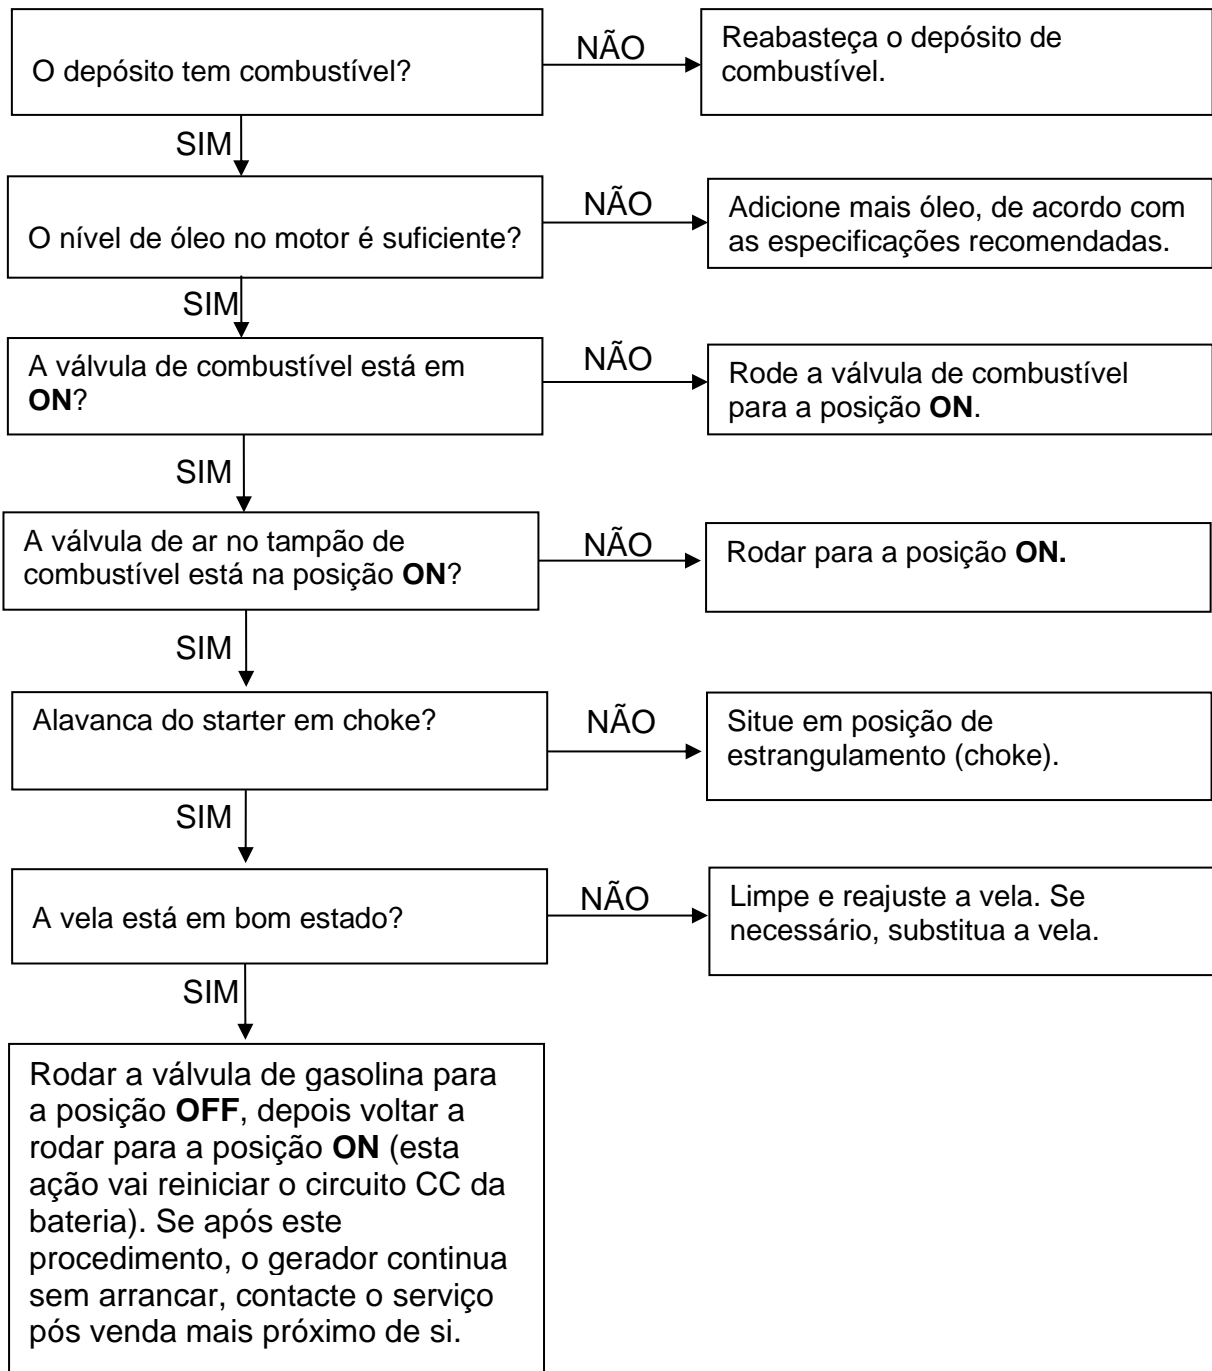 O depósito tem combustível?
NÃO
Reabasteça o depósito de
combustível.
SIM
O nível de óleo no motor é suficiente?
NÃO
Adicione mais óleo, de acordo com
as especificações recomendadas.
SIM
A válvula de combustível está em
ON?
NÃO
Rode a válvula de combustível
para a posição ON.
SIM
A válvula de ar no tampão de
combustível está na posição ON?
NÃO
Rodar para a posição ON.
SIM
Alavanca do starter em choke?
NÃO
Situe em posição de
estrangulamento (choke).
SIM
A vela está em bom estado?
NÃO
Limpe e reajuste a vela. Se
necessário, substitua a vela.
SIM
Rodar a válvula de gasolina para
a posição OFF, depois voltar a
rodar para a posição ON (esta
ação vai reiniciar o circuito CC da
bateria). Se após este
procedimento, o gerador continua
sem arrancar, contacte o serviço
pós venda mais próximo de si.